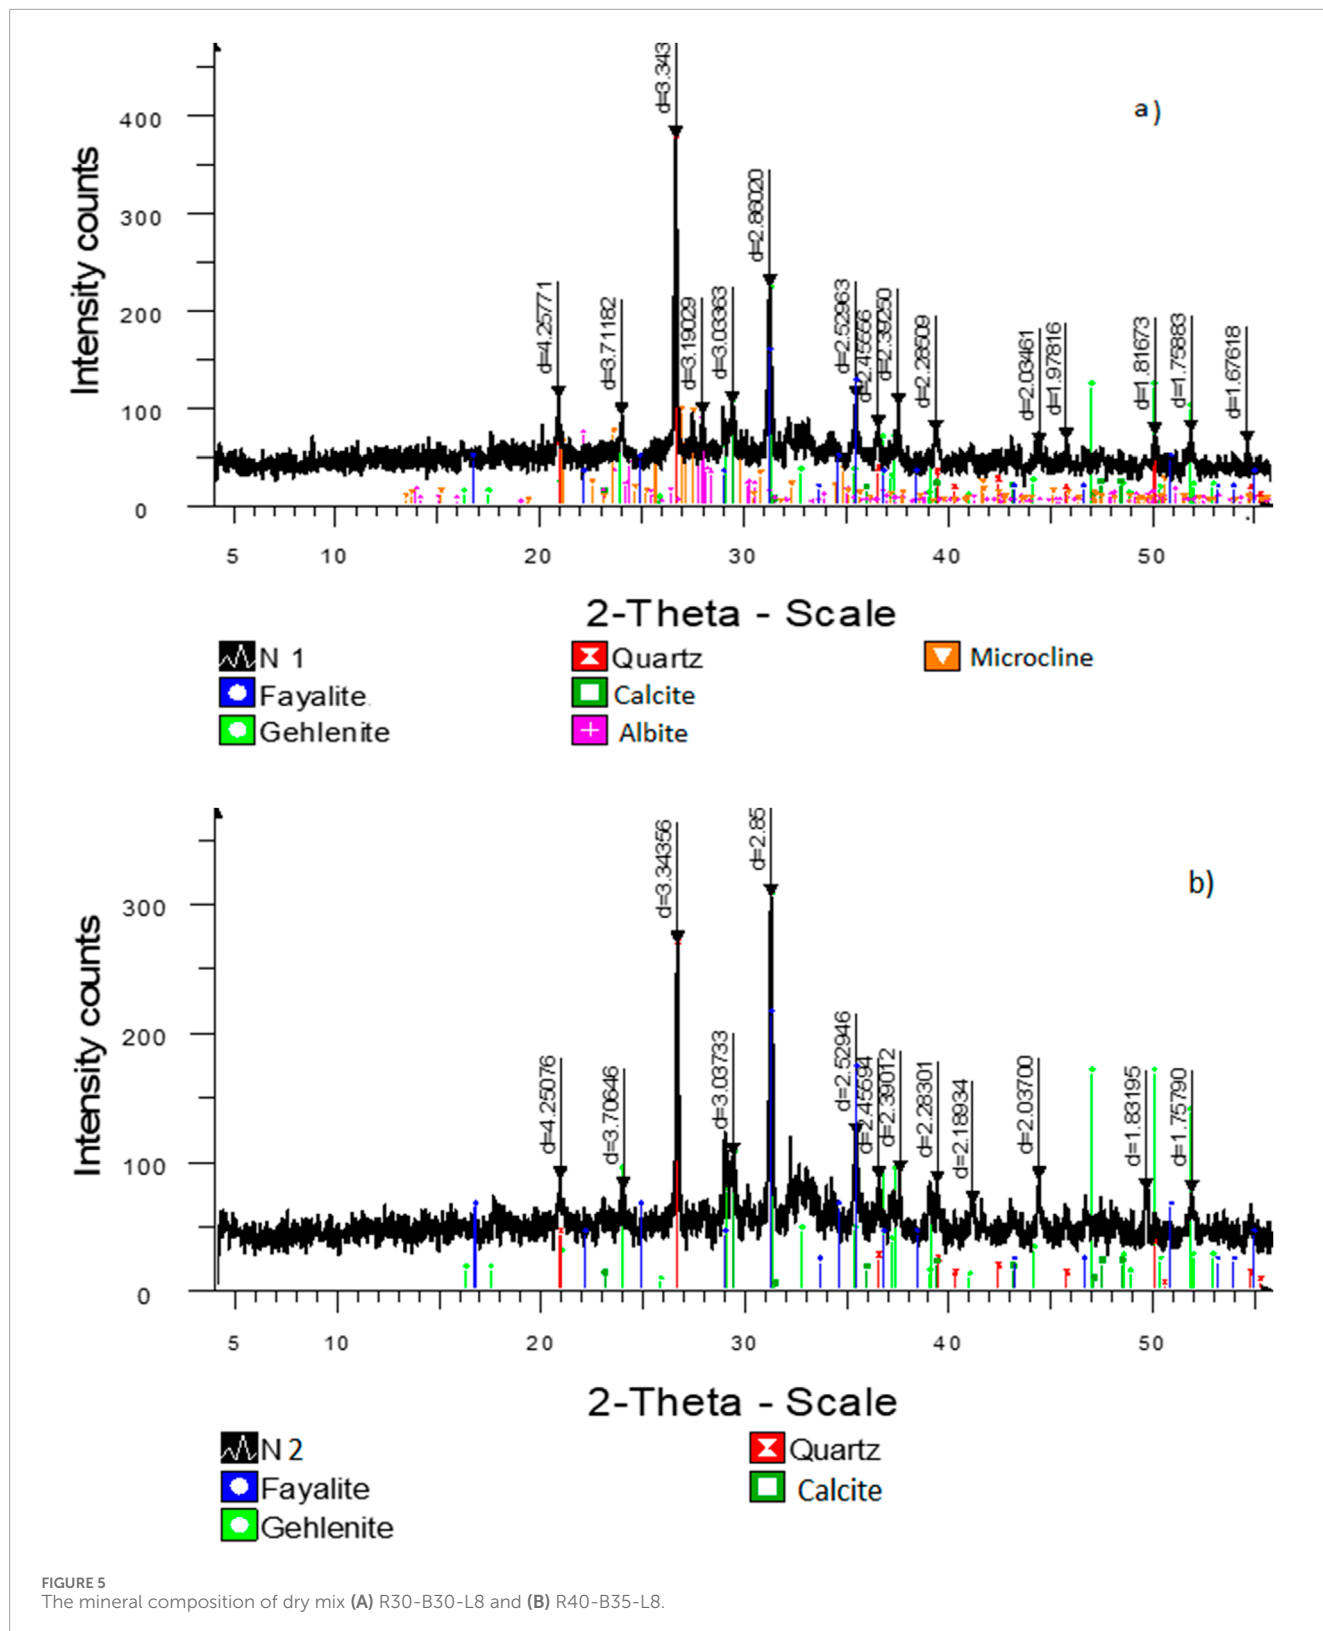 a)
Intensity counts
400
300
200
100
0
d=4.25771
d=3.71182
d=3.343
d=3.19029
d=3.03363
d=2.86020
d=2.52963
d=2.45556
d=2.39250
d=2.28509
d=2.03461
d=1.97816
d=1.81673
d=1.75883
d=1.67618
5 10 20 30 40 50
2-Theta - Scale
N 1 Quartz Microcline
Fayalite Calcite
Gehlenite Albite
b)
Intensity counts
300
200
100
0
d=4.25076
d=3.70646
d=3.34356
d=3.03733
d=2.85
d=2.52946
d=2.45594
d=2.39012
d=2.28301
d=2.18934
d=2.03700
d=1.83195
d=1.75790
5 10 20 30 40 50
2-Theta - Scale
N 2 Quartz
Fayalite Calcite
Gehlenite
FIGURE 5
The mineral composition of dry mix (A) R30-B30-L8 and (B) R40-B35-L8.